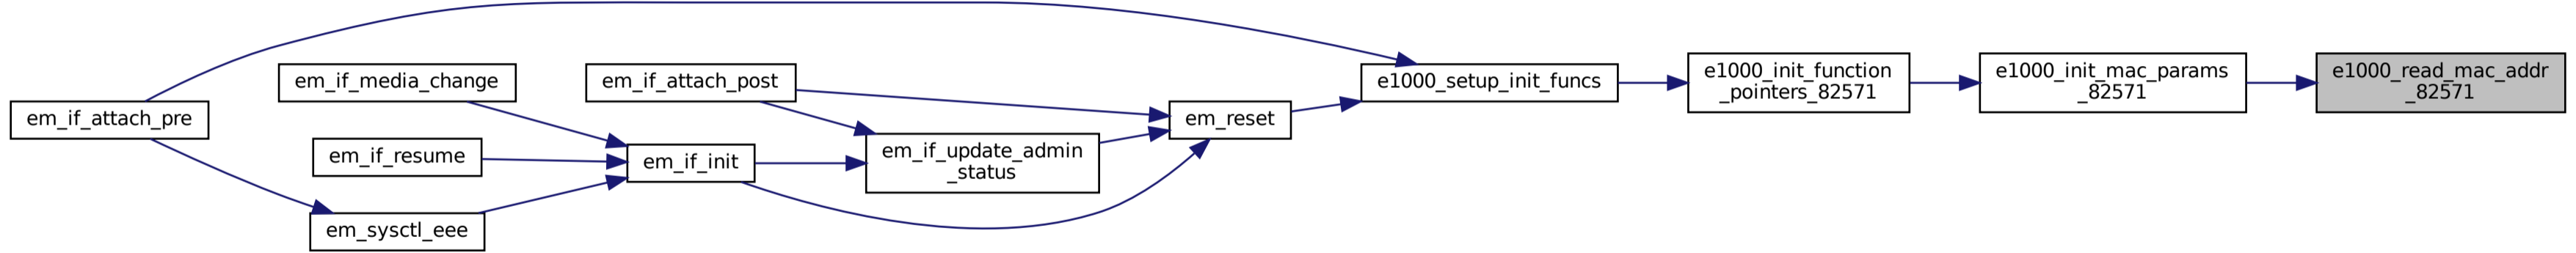 em_if_attach_pre
em_if_media_change
em_if_resume
em_sysctl_eee
em_if_attach_post
em_if_init
em_if_update_admin
_status
em_reset
e1000_setup_init_funcs
e1000_init_function
_pointers_82571
e1000_init_mac_params
_82571
e1000_read_mac_addr
_82571